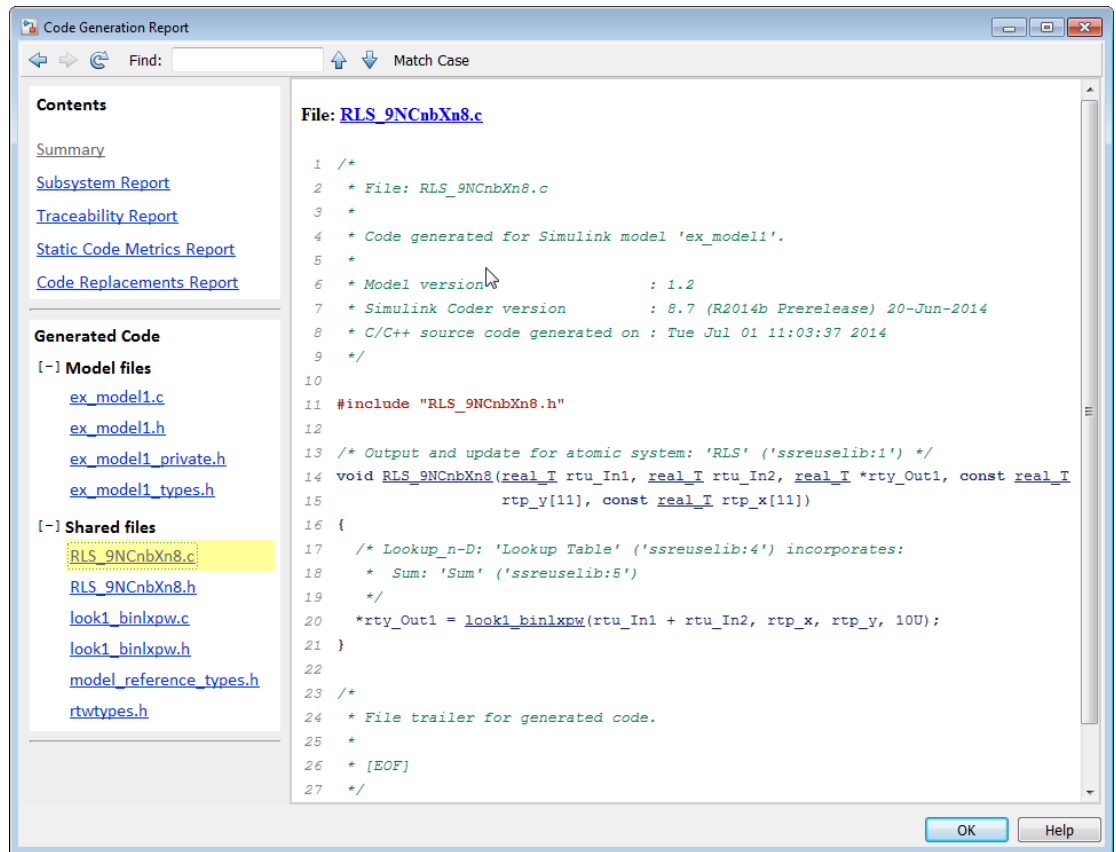 Code Generation Report
Find: Match Case
Contents
Summary
Subsystem Report
Traceability Report
Static Code Metrics Report
Code Replacements Report
Generated Code
[-] Model files
ex_model1.c
ex_model1.h
ex_model1_private.h
ex_model1_types.h
[-] Shared files
RLS_9NCnbXn8.c
RLS_9NCnbXn8.h
look1_binlxpw.c
look1_binlxpw.h
model_reference_types.h
rtwtypes.h
File: RLS_9NCnbXn8.c
1 /*
2 * File: RLS_9NCnbXn8.c
3 *
4 * Code generated for Simulink model 'ex_model1'.
5 *
6 * Model version : 1.2
7 * Simulink Coder version : 8.7 (R2014b Prerelease) 20-Jun-2014
8 * C/C++ source code generated on : Tue Jul 01 11:03:37 2014
9 */
10
11 #include "RLS_9NCnbXn8.h"
12
13 /* Output and update for atomic system: 'RLS' ('ssreuselib:1') */
14 void RLS_9NCnbXn8(real_T rtu_In1, real_T rtu_In2, real_T *rty_Out1, const real_T
15 rtp_y[11], const real_T rtp_x[11])
16 {
17 /* Lookup_n-D: 'Lookup Table' ('ssreuselib:4') incorporates:
18 * Sum: 'Sum' ('ssreuselib:5')
19 */
20 *rty_Out1 = look1_binlxpw(rtu_In1 + rtu_In2, rtp_x, rtp_y, 10U);
21 }
22
23 /*
24 * File trailer for generated code.
25 *
26 * [EOF]
27 */
OK Help